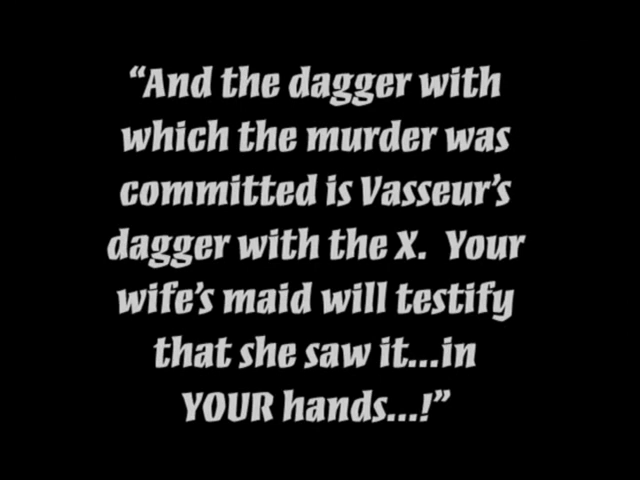 “And the dagger with
which the murder was
committed is Vasseur’s
dagger with the X.  Your
wife’s maid will testify
that she saw it...in
YOUR hands...!”